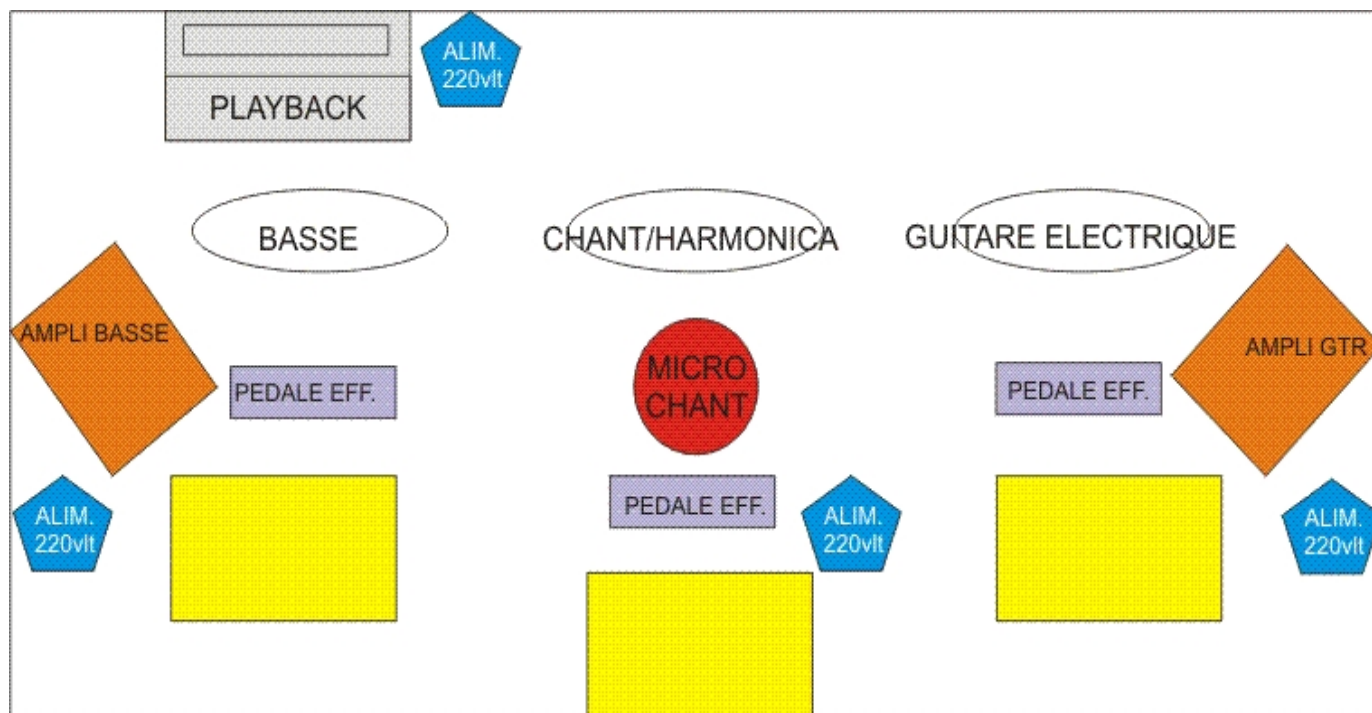 ALIM.
220vlt
PLAYBACK
BASSE
CHANT/HARMONICA
GUITARE ELECTRIQUE
AMPLI BASSE
AMPLI GTR
MICRO
CHANT
PEDALE EFF.
PEDALE EFF.
PEDALE EFF.
ALIM.
220vlt
ALIM.
220vlt
ALIM.
220vlt